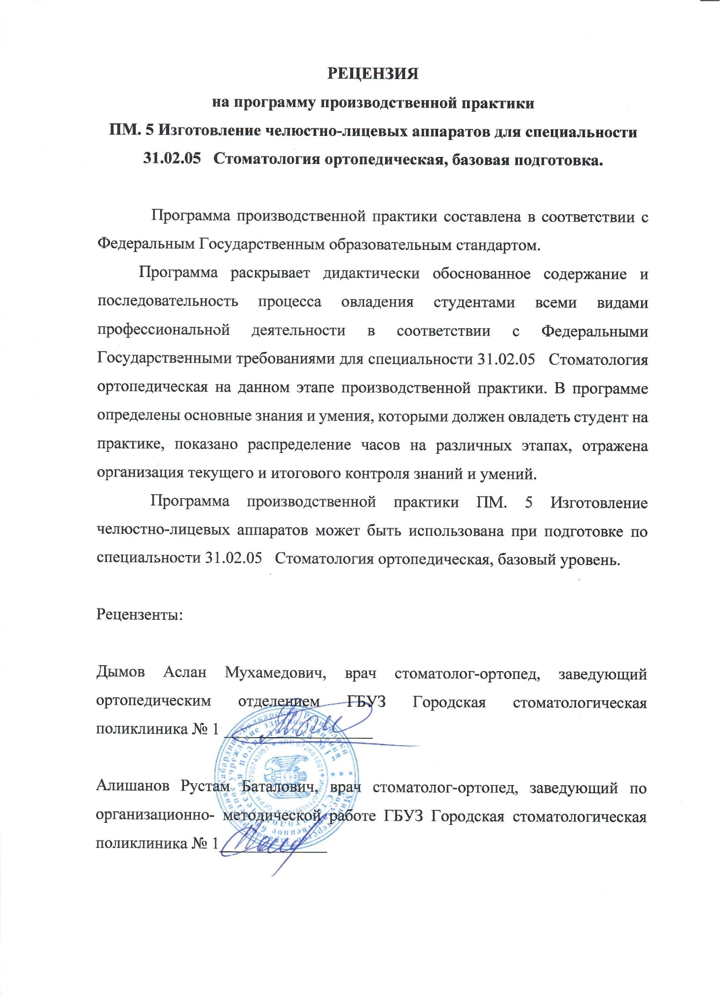 РЕЦЕНЗИЯ
на программу производственной практики
ПМ. 5 Изготовление челюстно-лицевых аппаратов для специальности
31.02.05 Стоматология ортопедическая, базовая подготовка.
Программа производственной практики составлена в соответствии с
Федеральным Государственным образовательным стандартом.
Программа раскрывает дидактически обоснованное содержание и
последовательность процесса овладения студентами всеми видами
профессиональной деятельности в соответствии с Федеральными
Государственными требованиями для специальности 31.02.05 Стоматология
ортопедическая на данном этапе производственной практики. В программе
определены основные знания и умения, которыми должен овладеть студент на
практике, показано распределение часов на различных этапах, отражена
организация текущего и итогового контроля знаний и умений.
Программа производственной практики ПМ. 5 Изготовление
челюстно-лицевых аппаратов может быть использована при подготовке по
специальности 31.02.05 Стоматология ортопедическая, базовый уровень.
Рецензенты:
Дымов Аслан Мухамедович, врач стоматолог-ортопед, заведующий
ортопедическим отделением ГБУЗ Городская стоматологическая
поликлиника № 1
Алишанов Рустам Баталович, врач стоматолог-ортопед, заведующий по
организационно- методической работе ГБУЗ Городская стоматологическая
поликлиника № 1